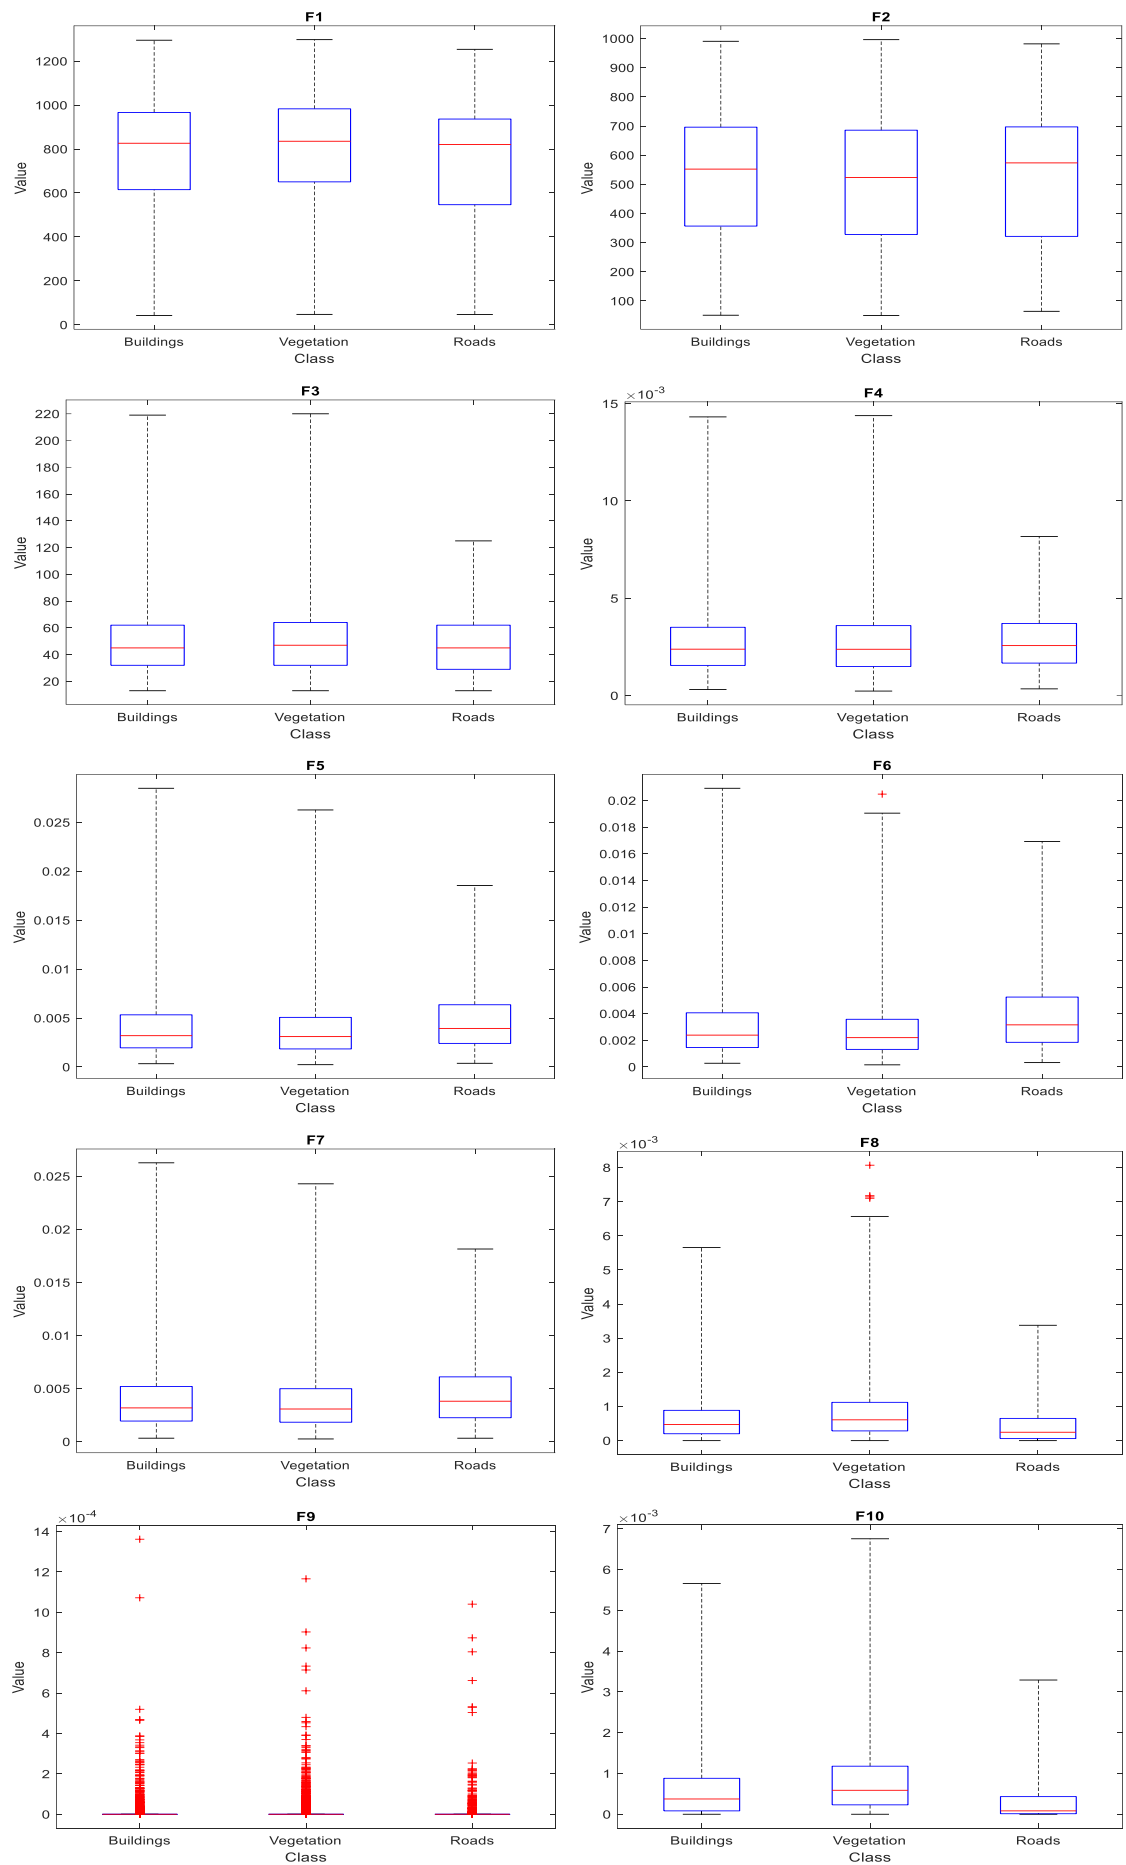 F1
1200
1000
800
600
400
200
0
Value
Buildings Vegetation Roads
Class
F2
1000
900
800
700
600
500
400
300
200
100
Value
Buildings Vegetation Roads
Class
F3
220
200
180
160
140
120
100
80
60
40
20
Value
Buildings Vegetation Roads
Class
F4
×10-3
15
10
5
0
Value
Buildings Vegetation Roads
Class
F5
0.025
0.02
0.015
0.01
0.005
0
Value
Buildings Vegetation Roads
Class
F6
0.02
0.018
0.016
0.014
0.012
0.01
0.008
0.006
0.004
0.002
0
Value
Buildings Vegetation Roads
Class
F7
0.025
0.02
0.015
0.01
0.005
0
Value
Buildings Vegetation Roads
Class
F8
×10-3
8
7
6
5
4
3
2
1
0
Value
Buildings Vegetation Roads
Class
F9
×10-4
14
12
10
8
6
4
2
0
Value
Buildings Vegetation Roads
Class
F10
×10-3
7
6
5
4
3
2
1
0
Value
Buildings Vegetation Roads
Class